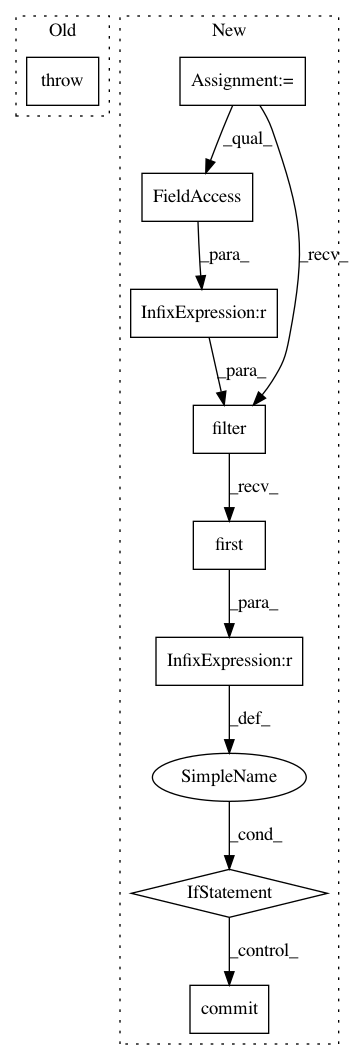 Old
New
throw
Assignment:=
_qual_
FieldAccess
_para_
_recv_
InfixExpression:r
_para_
filter
_recv_
first
_para_
InfixExpression:r
_def_
SimpleName
_cond_
IfStatement
_control_
commit